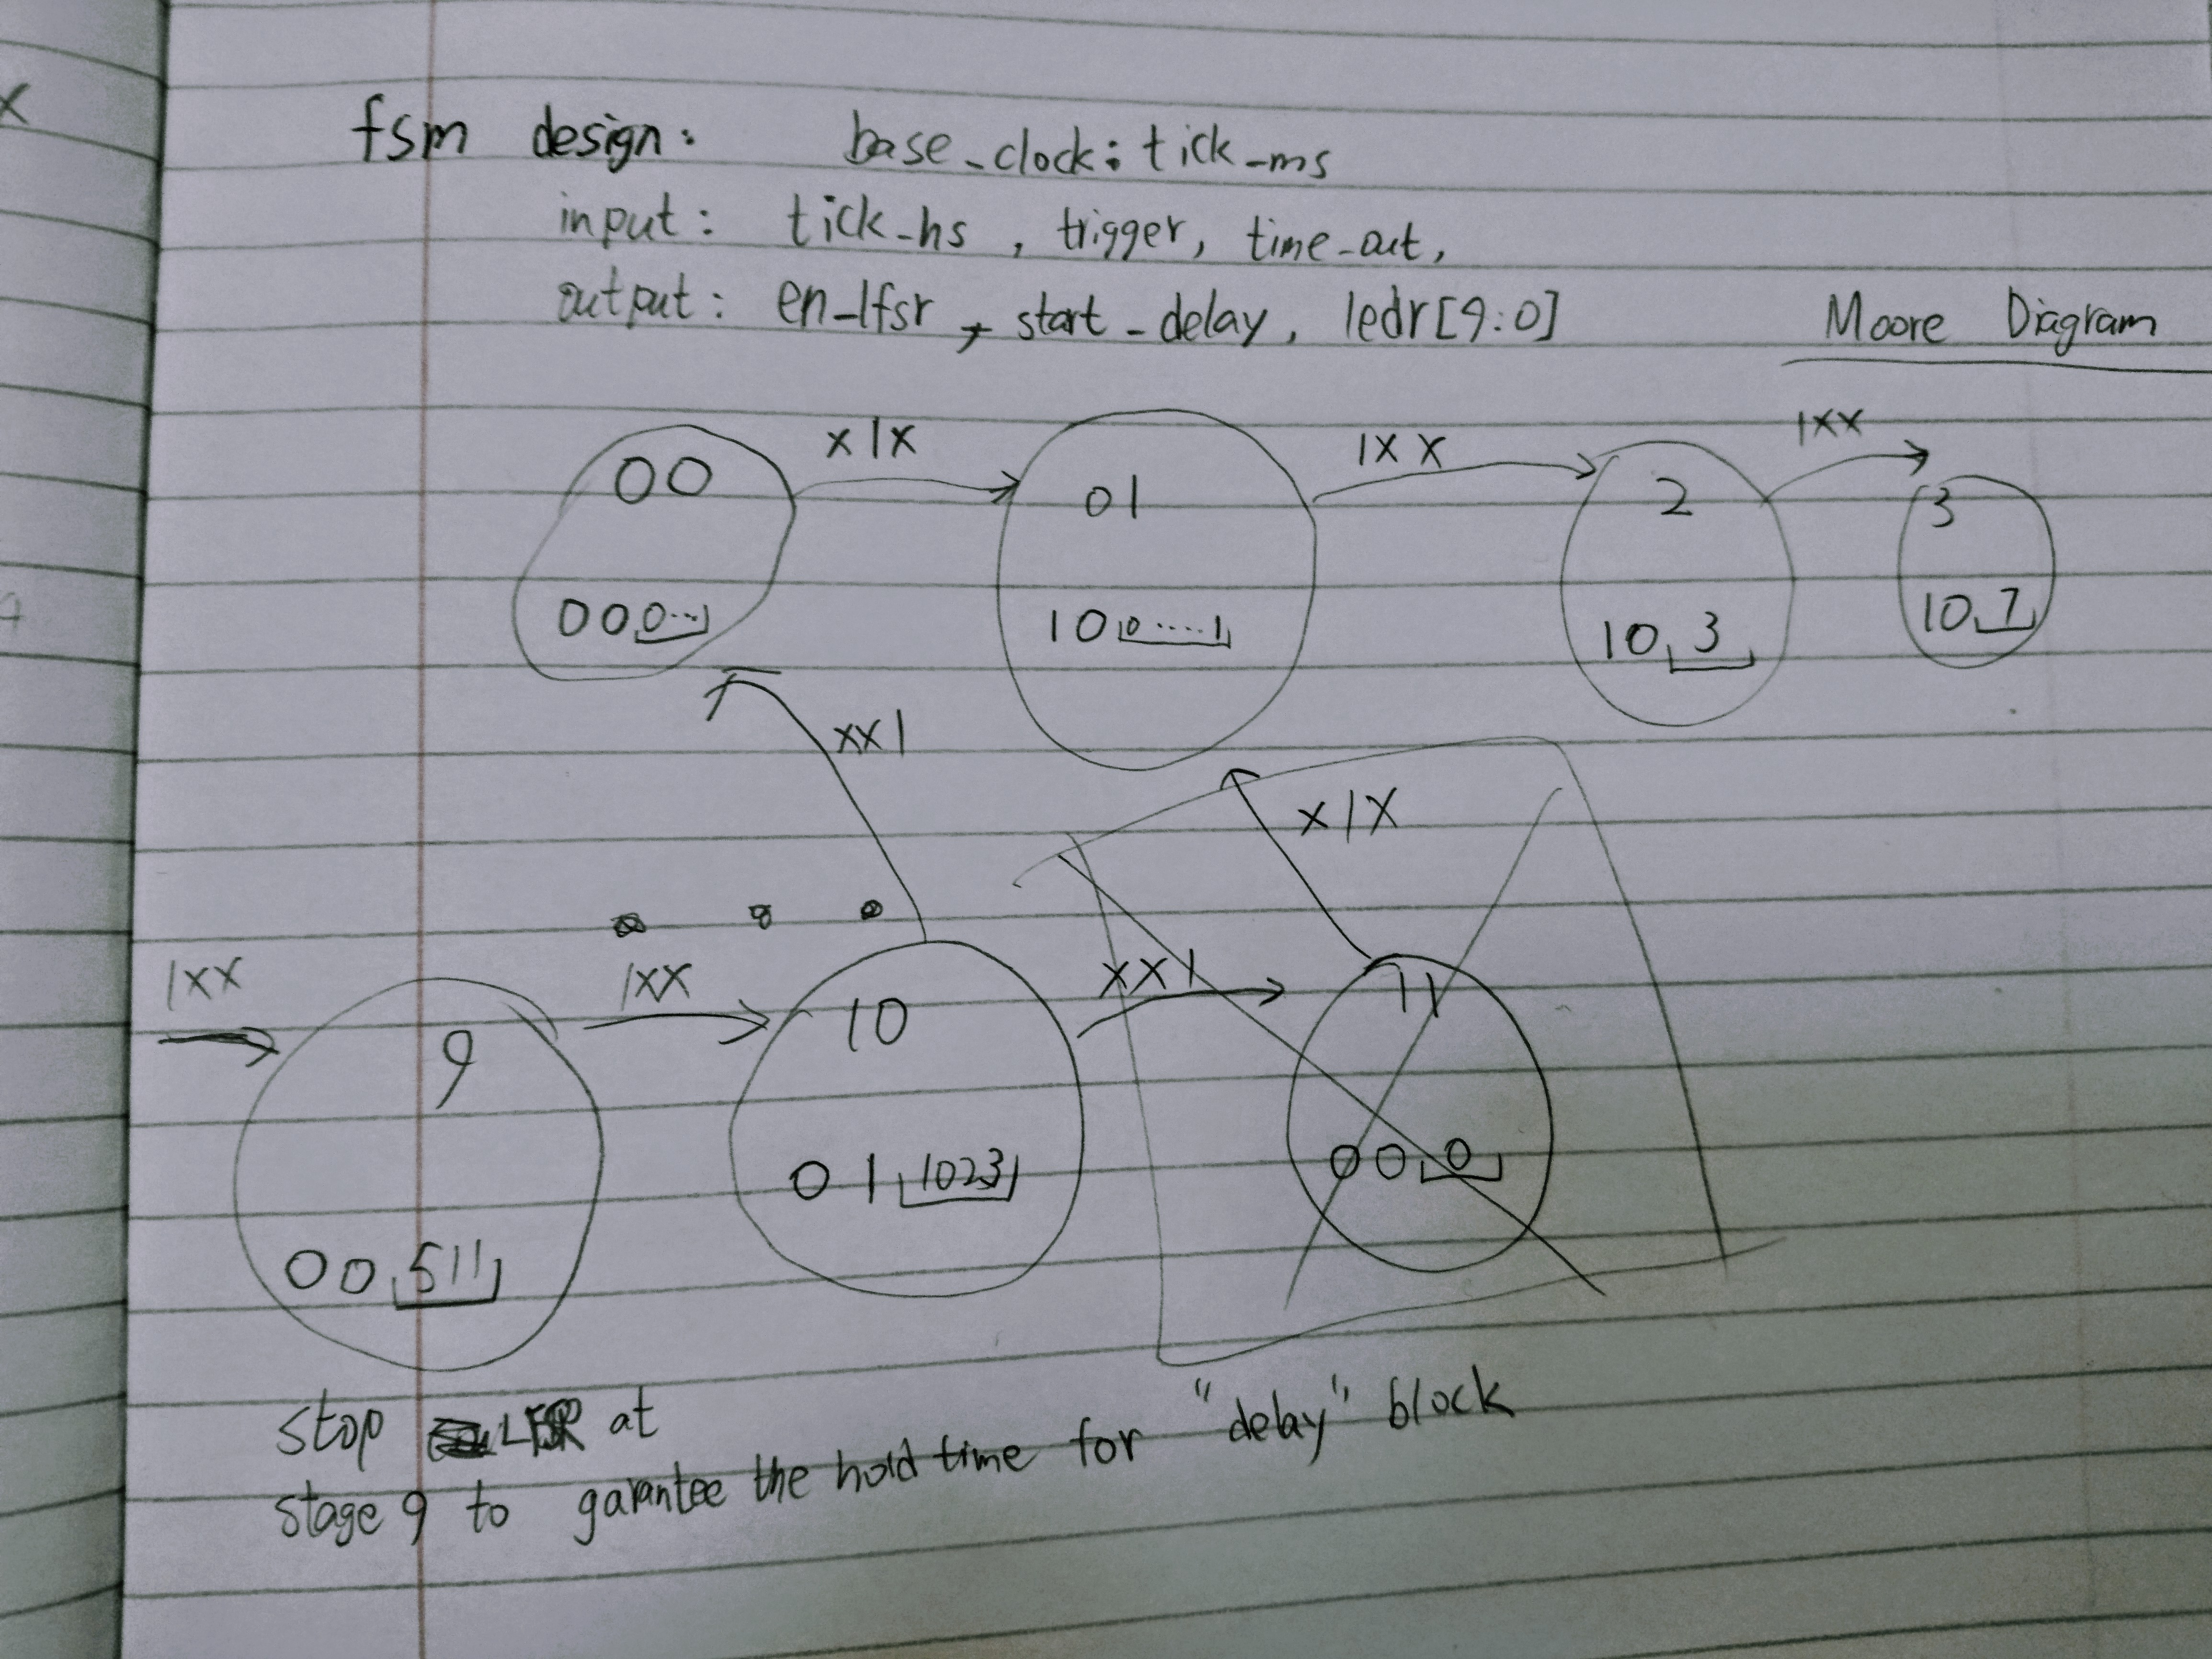 x
fsm design: base_clock: tick_ms
input: tick_hs, trigger, time_out,
output: en_lfsr, start_delay, ledr[9:0]
Moore Diagram
x1x 1xx 1xx
00 01 2 3
000... 100....1 10 3 10 7
xx1
x1x
1xx 1xx xx1
9 10 11
00 511 01 1023 00 0
stop LFSR at
stage 9 to garantee the hold time for "delay" block